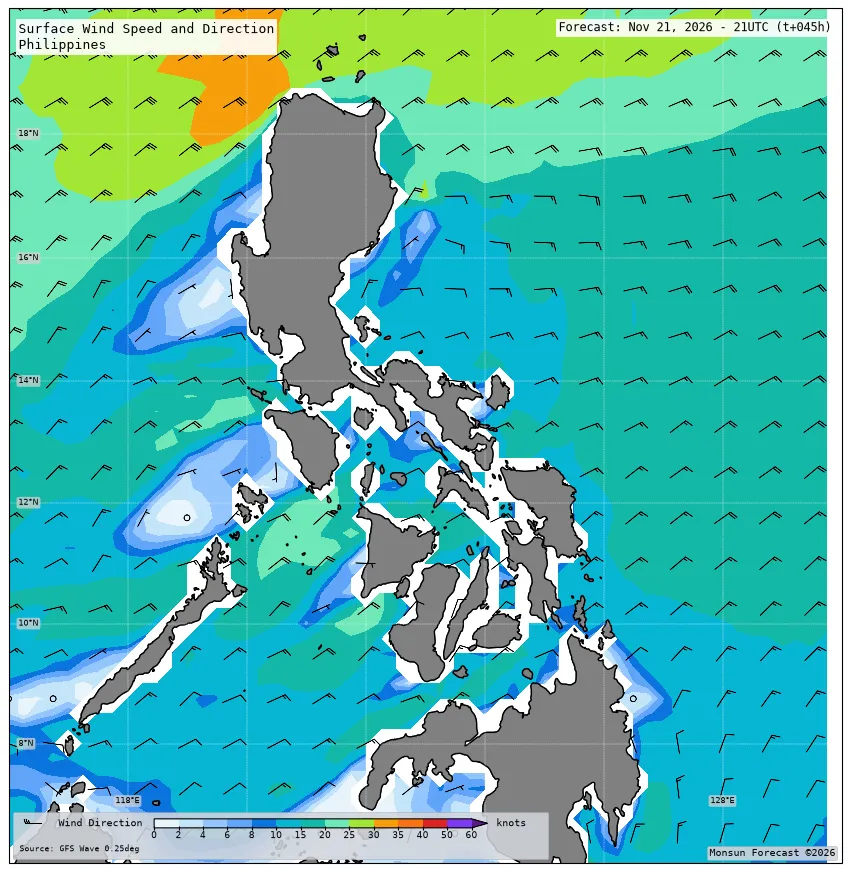 Surface Wind Speed and Direction
Philippines
Forecast: Nov 21, 2026 - 21UTC (t+045h)
18°N
16°N
14°N
12°N
10°N
8°N
118°E
128°E
Wind Direction
0 2 4 6 8 10 15 20 25 30 35 40 50 60
knots
Source: GFS Wave 0.25deg
Monsun Forecast ©2026